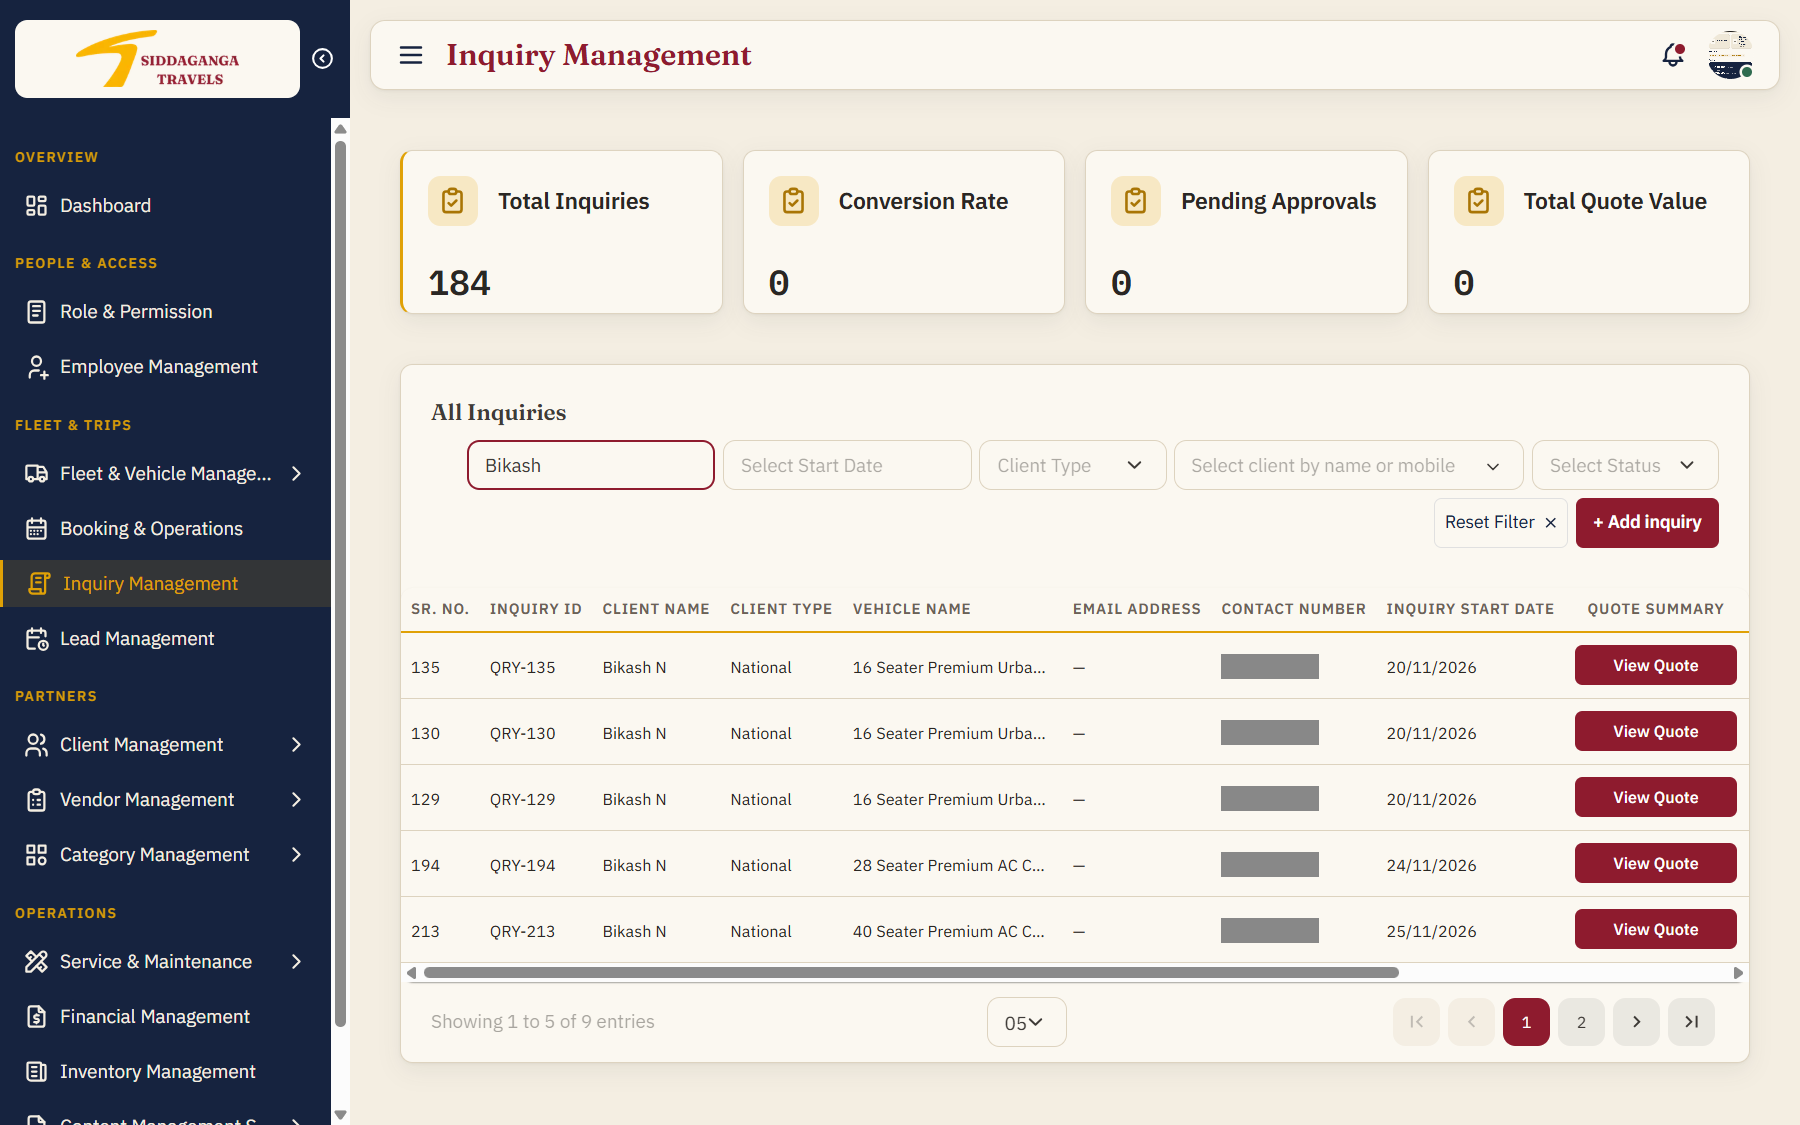 SIDDAGANGA
TRAVELS
OVERVIEW
Dashboard
PEOPLE & ACCESS
Role & Permission
Employee Management
FLEET & TRIPS
Fleet & Vehicle Manage...
Booking & Operations
Inquiry Management
Lead Management
PARTNERS
Client Management
Vendor Management
Category Management
OPERATIONS
Service & Maintenance
Financial Management
Inventory Management
Inquiry Management
Total Inquiries
184
Conversion Rate
0
Pending Approvals
0
Total Quote Value
0
All Inquiries
Bikash Select Start Date Client Type Select client by name or mobile Select Status
Reset Filter × + Add inquiry
SR. NO. INQUIRY ID CLIENT NAME CLIENT TYPE VEHICLE NAME EMAIL ADDRESS CONTACT NUMBER INQUIRY START DATE QUOTE SUMMARY
135 QRY-135 Bikash N National 16 Seater Premium Urba... — 20/11/2026 View Quote
130 QRY-130 Bikash N National 16 Seater Premium Urba... — 20/11/2026 View Quote
129 QRY-129 Bikash N National 16 Seater Premium Urba... — 20/11/2026 View Quote
194 QRY-194 Bikash N National 28 Seater Premium AC C... — 24/11/2026 View Quote
213 QRY-213 Bikash N National 40 Seater Premium AC C... — 25/11/2026 View Quote
Showing 1 to 5 of 9 entries 05 1 2